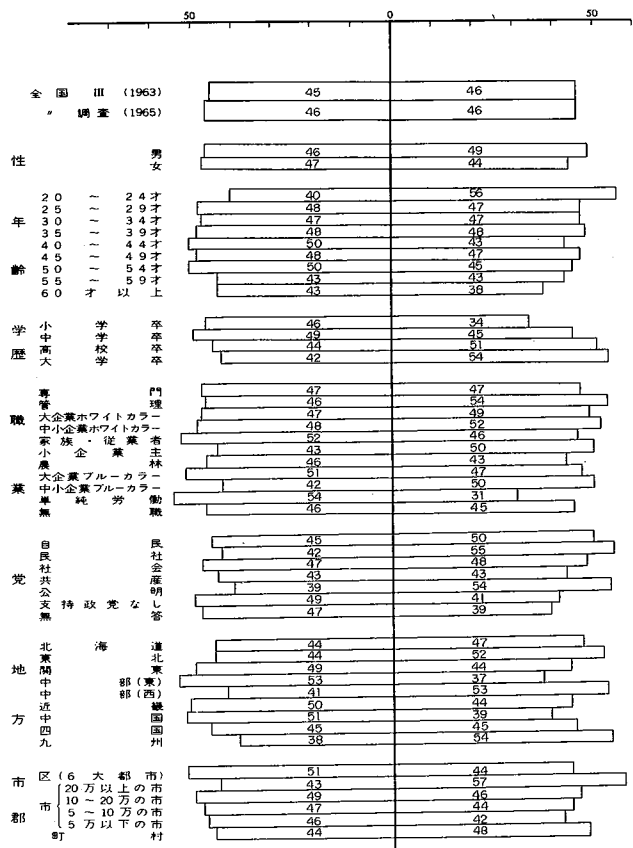 50 0 50
全国 III (1963) 45 46
〃 調査 (1965) 46 46
性 男 46 49
女 47 44
年齢
20 ~ 24才 40 56
25 ~ 29才 48 47
30 ~ 34才 47 47
35 ~ 39才 48 48
40 ~ 44才 50 43
45 ~ 49才 48 47
50 ~ 54才 50 45
55 ~ 59才 43 43
60才以上 43 38
学歴
小学卒 46 34
中学卒 49 45
高校卒 44 51
大学卒 42 54
職業
専門 47 47
管理 46 54
大企業ホワイトカラー 47 49
中小企業ホワイトカラー 48 52
家族・従業者 52 46
小企業主 43 50
農林 46 43
大企業ブルーカラー 51 47
中小企業ブルーカラー 42 50
単純労働 54 31
無職 46 45
党
自民 45 50
民社 42 55
社会 47 48
共産 43 43
公明 39 54
支持政党なし 49 41
無答 47 39
地方
北海道 44 47
東北 44 52
関東 49 44
中部(東) 53 37
中部(西) 41 53
近畿 50 44
中国 51 39
四国 45 45
九州 38 54
市郡
区(6大都市) 51 44
市
20万以上の市 43 57
10~20万の市 49 46
5~10万の市 47 44
5万以下の市 46 42
町村 44 48